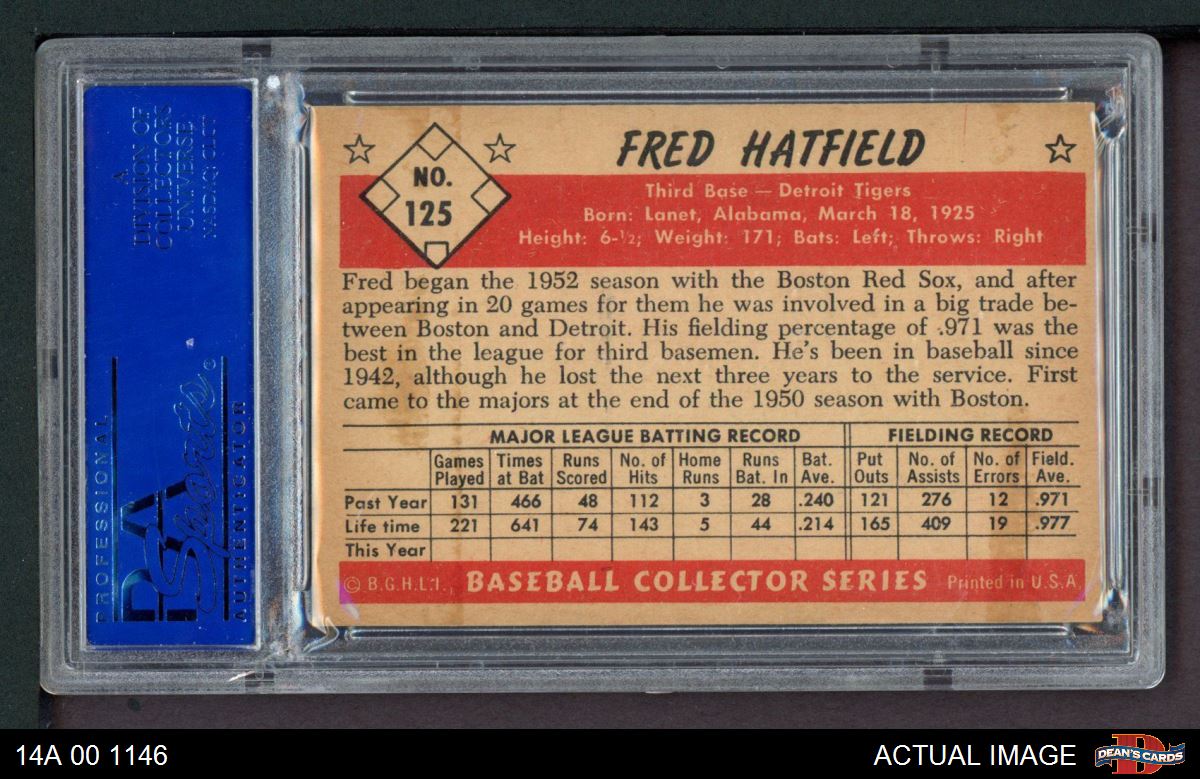 A
DIVISION OF
COLLECTORS
UNIVERSE
NASDAQ: CLCT
PROFESSIONAL
PSA
Sports
AUTHENTICATOR
NO.
125
FRED HATFIELD
Third Base — Detroit Tigers
Born: Lanet, Alabama, March 18, 1925
Height: 6-½; Weight: 171; Bats: Left; Throws: Right
Fred began the 1952 season with the Boston Red Sox, and after
appearing in 20 games for them he was involved in a big trade be-
tween Boston and Detroit. His fielding percentage of .971 was the
best in the league for third basemen. He's been in baseball since
1942, although he lost the next three years to the service. First
came to the majors at the end of the 1950 season with Boston.
MAJOR LEAGUE BATTING RECORD FIELDING RECORD
Games Times Runs No. of Home Runs Bat. Put No. of No. of Field.
Played at Bat Scored Hits Runs Bat. In Ave. Outs Assists Errors Ave.
Past Year 131 466 48 112 3 28 .240 121 276 12 .971
Life time 221 641 74 143 5 44 .214 165 409 19 .977
This Year
© B.G.H.L.I. BASEBALL COLLECTOR SERIES Printed in U.S.A.
14A 00 1146 ACTUAL IMAGE DEAN'S CARDS